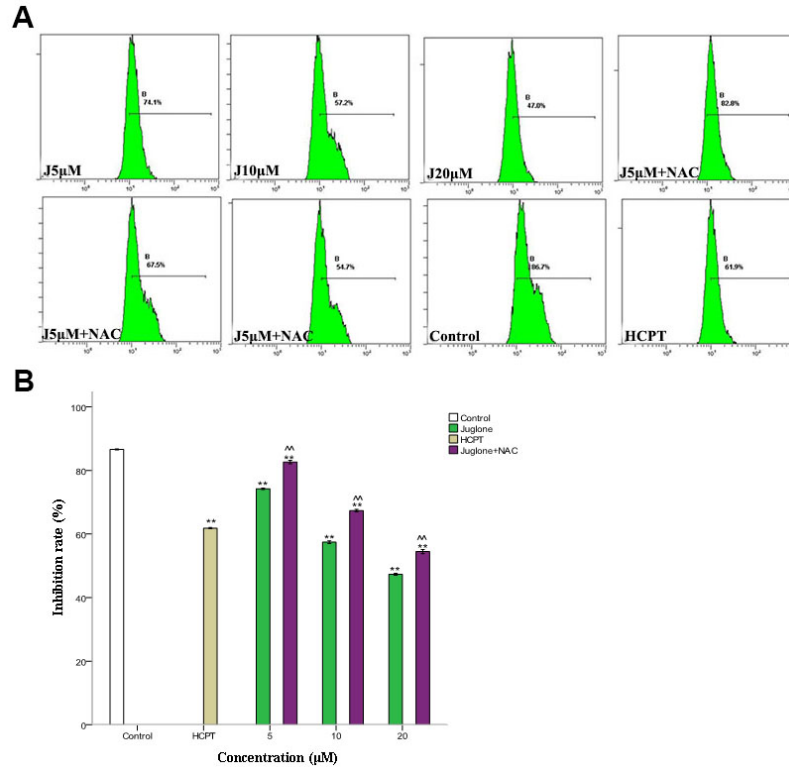 A
B
74.1%
J5μM
B
57.2%
J10μM
B
47.0%
J20μM
B
82.8%
J5μM+NAC
B
67.5%
J5μM+NAC
B
54.7%
J5μM+NAC
B
86.7%
Control
B
61.9%
HCPT
B
Inhibition rate (%)
100
80
60
40
20
0
**
**
^^
**
**
^^
**
**
^^
**
Control
HCPT
5
10
20
Concentration (μM)
Control
Juglone
HCPT
Juglone+NAC